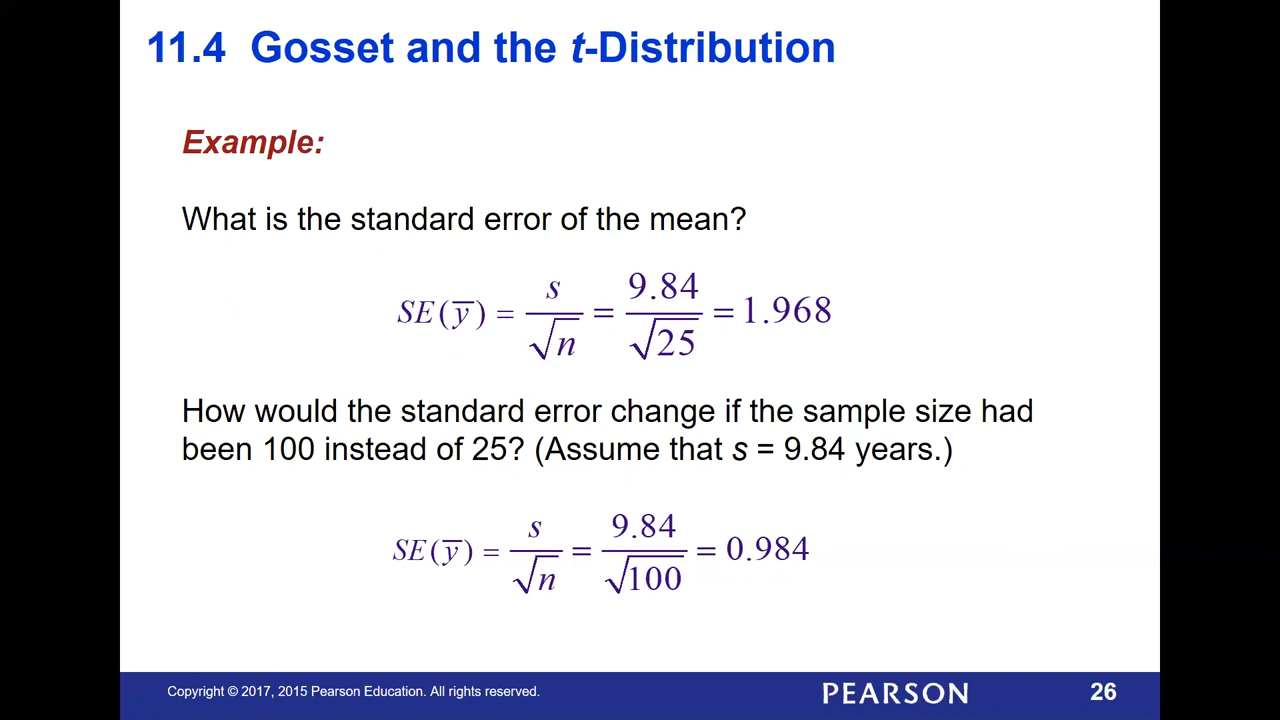 11.4 Gosset and the t-Distribution
Example:
What is the standard error of the mean?
SE(y̅) = s/√n = 9.84/√25 = 1.968
How would the standard error change if the sample size had
been 100 instead of 25? (Assume that s = 9.84 years.)
SE(y̅) = s/√n = 9.84/√100 = 0.984
Copyright © 2017, 2015 Pearson Education. All rights reserved. PEARSON 26